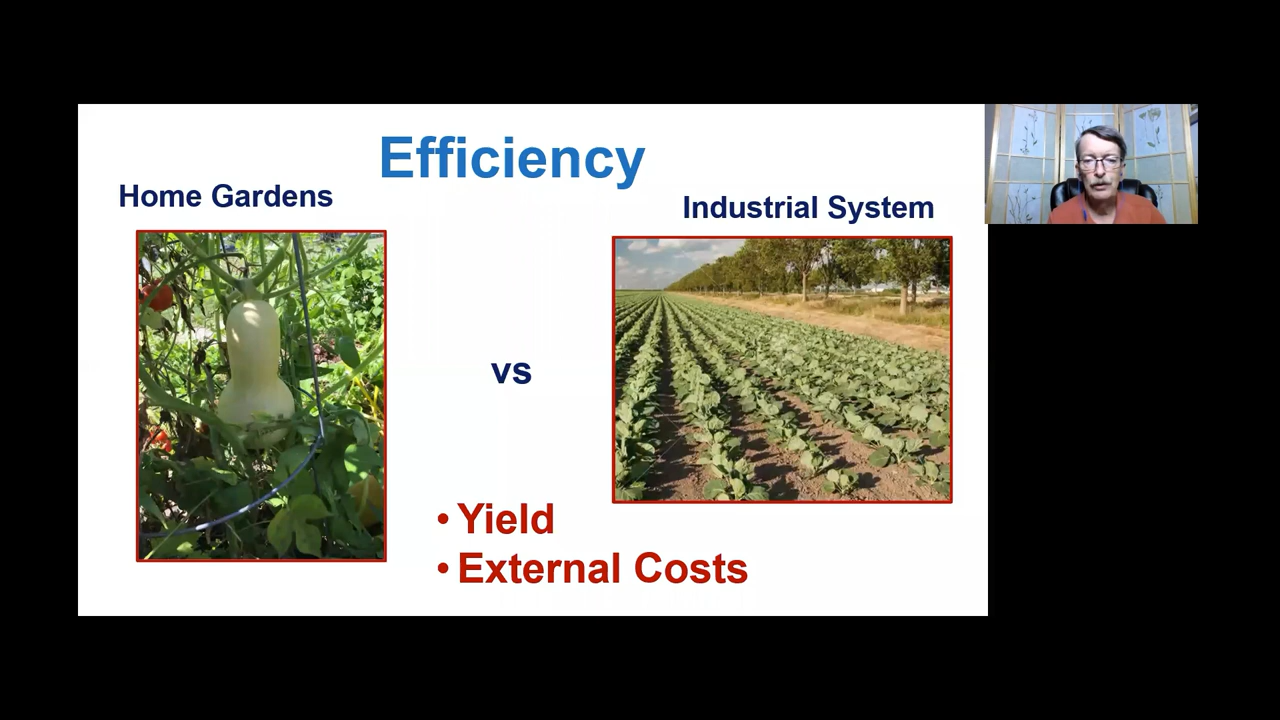 Efficiency
Home Gardens
Industrial System
vs
• Yield
• External Costs